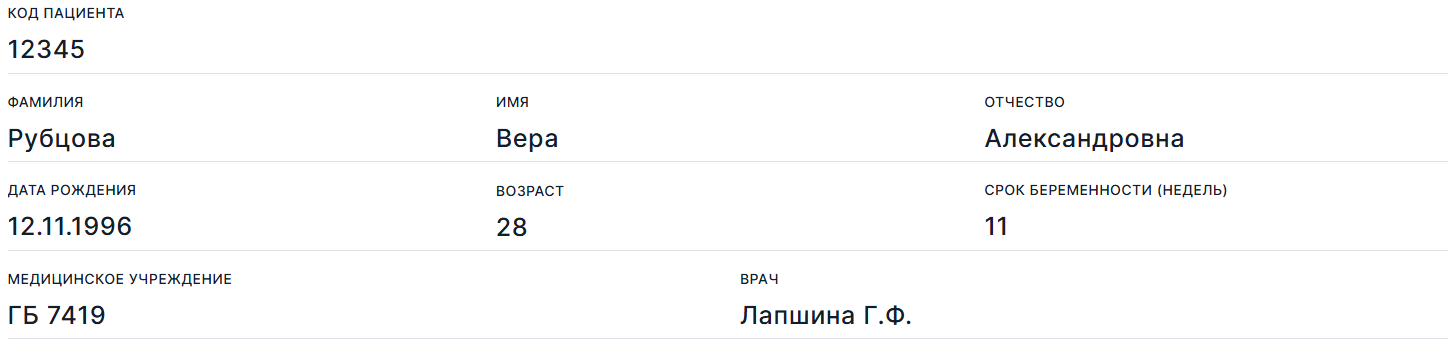 КОД ПАЦИЕНТА
12345
ФАМИЛИЯ ИМЯ ОТЧЕСТВО
Рубцова Вера Александровна
ДАТА РОЖДЕНИЯ ВОЗРАСТ СРОК БЕРЕМЕННОСТИ (НЕДЕЛЬ)
12.11.1996 28 11
МЕДИЦИНСКОЕ УЧРЕЖДЕНИЕ ВРАЧ
ГБ 7419 Лапшина Г.Ф.